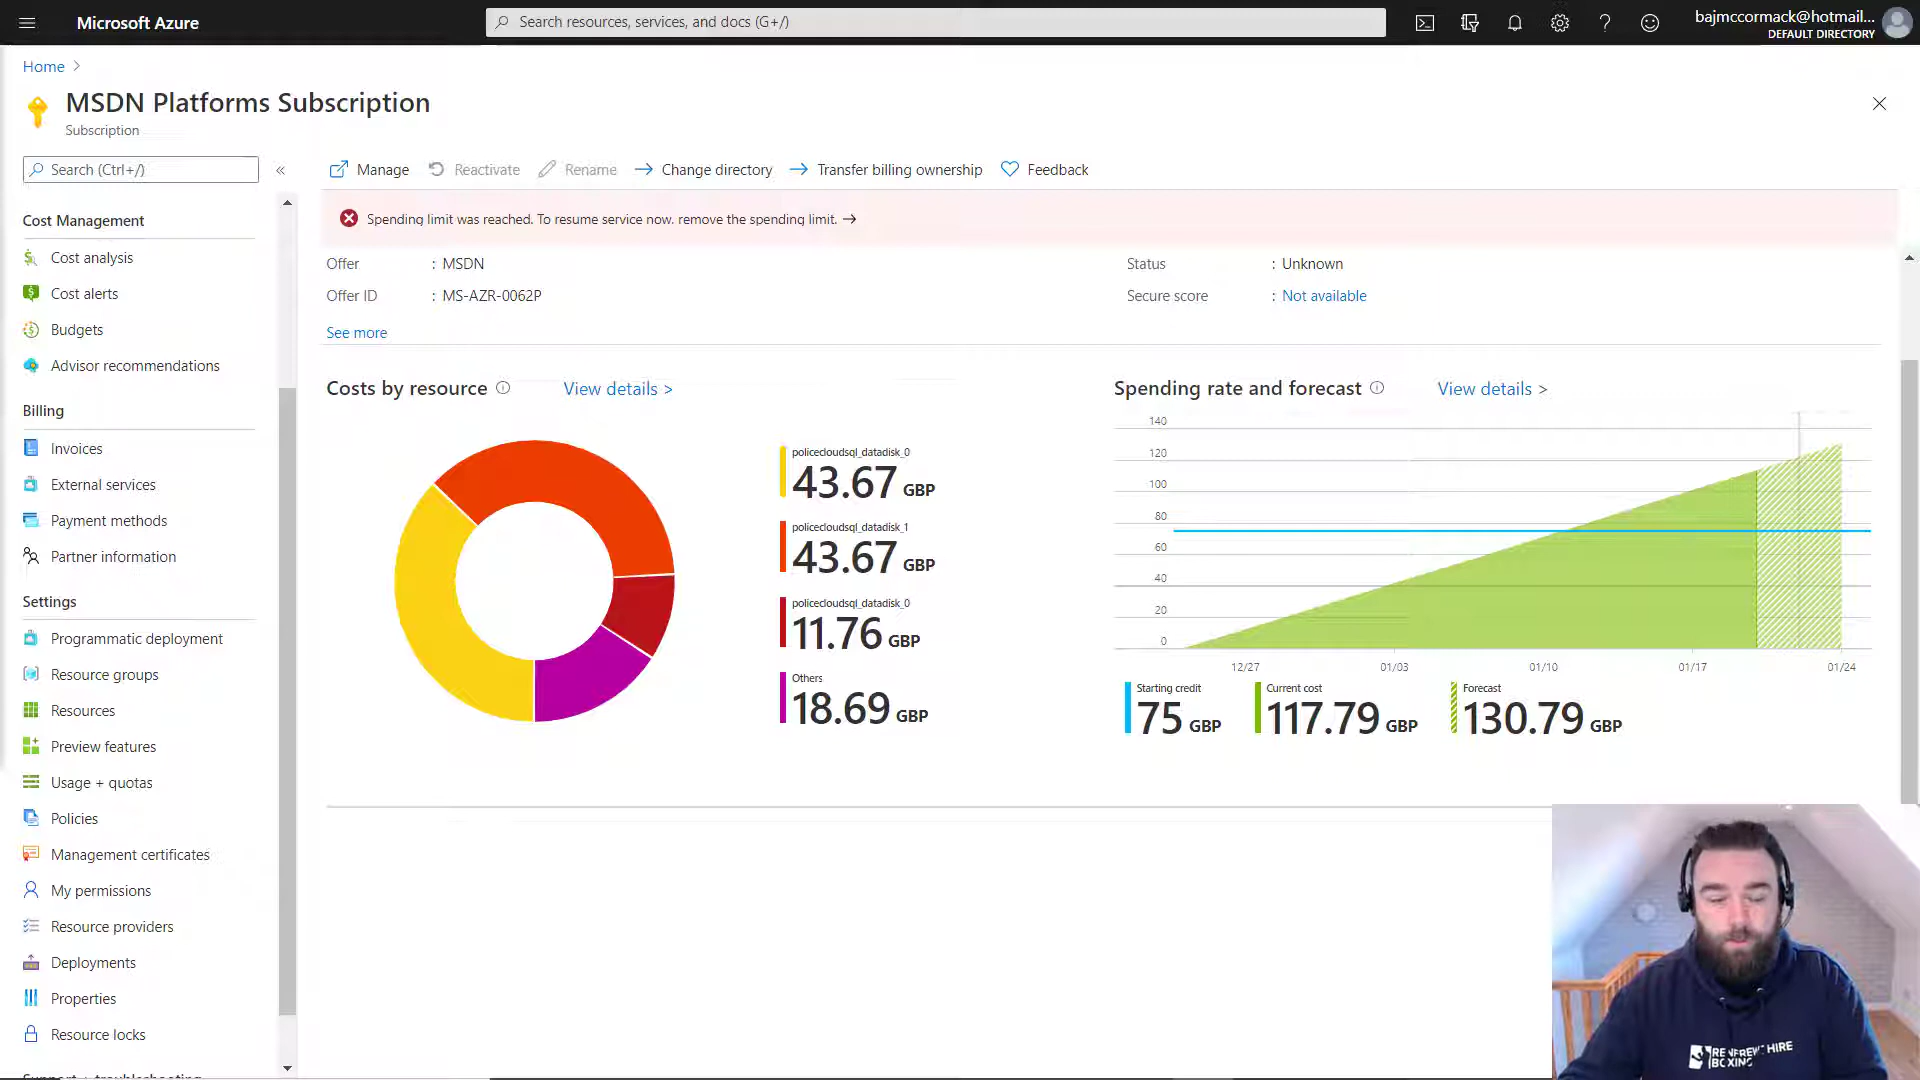 Microsoft Azure
Search resources, services, and docs (G+/)
bajmccormack@hotmail...
DEFAULT DIRECTORY
Home
MSDN Platforms Subscription
Subscription
Search (Ctrl+/)
«
Manage
Reactivate
Rename
Change directory
Transfer billing ownership
Feedback
Spending limit was reached. To resume service now. remove the spending limit. →
Cost Management
Cost analysis
Cost alerts
Budgets
Advisor recommendations
Billing
Invoices
External services
Payment methods
Partner information
Settings
Programmatic deployment
Resource groups
Resources
Preview features
Usage + quotas
Policies
Management certificates
My permissions
Resource providers
Deployments
Properties
Resource locks
Offer : MSDN
Offer ID : MS-AZR-0062P
See more
Status : Unknown
Secure score : Not available
Costs by resource
View details >
policecloudsql_datadisk_0
43.67 GBP
policecloudsql_datadisk_1
43.67 GBP
policecloudsql_datadisk_0
11.76 GBP
Others
18.69 GBP
Spending rate and forecast
View details >
140
120
100
80
60
40
20
0
12/27
01/03
01/10
01/17
01/24
Starting credit
75 GBP
Current cost
117.79 GBP
Forecast
130.79 GBP
BOXING